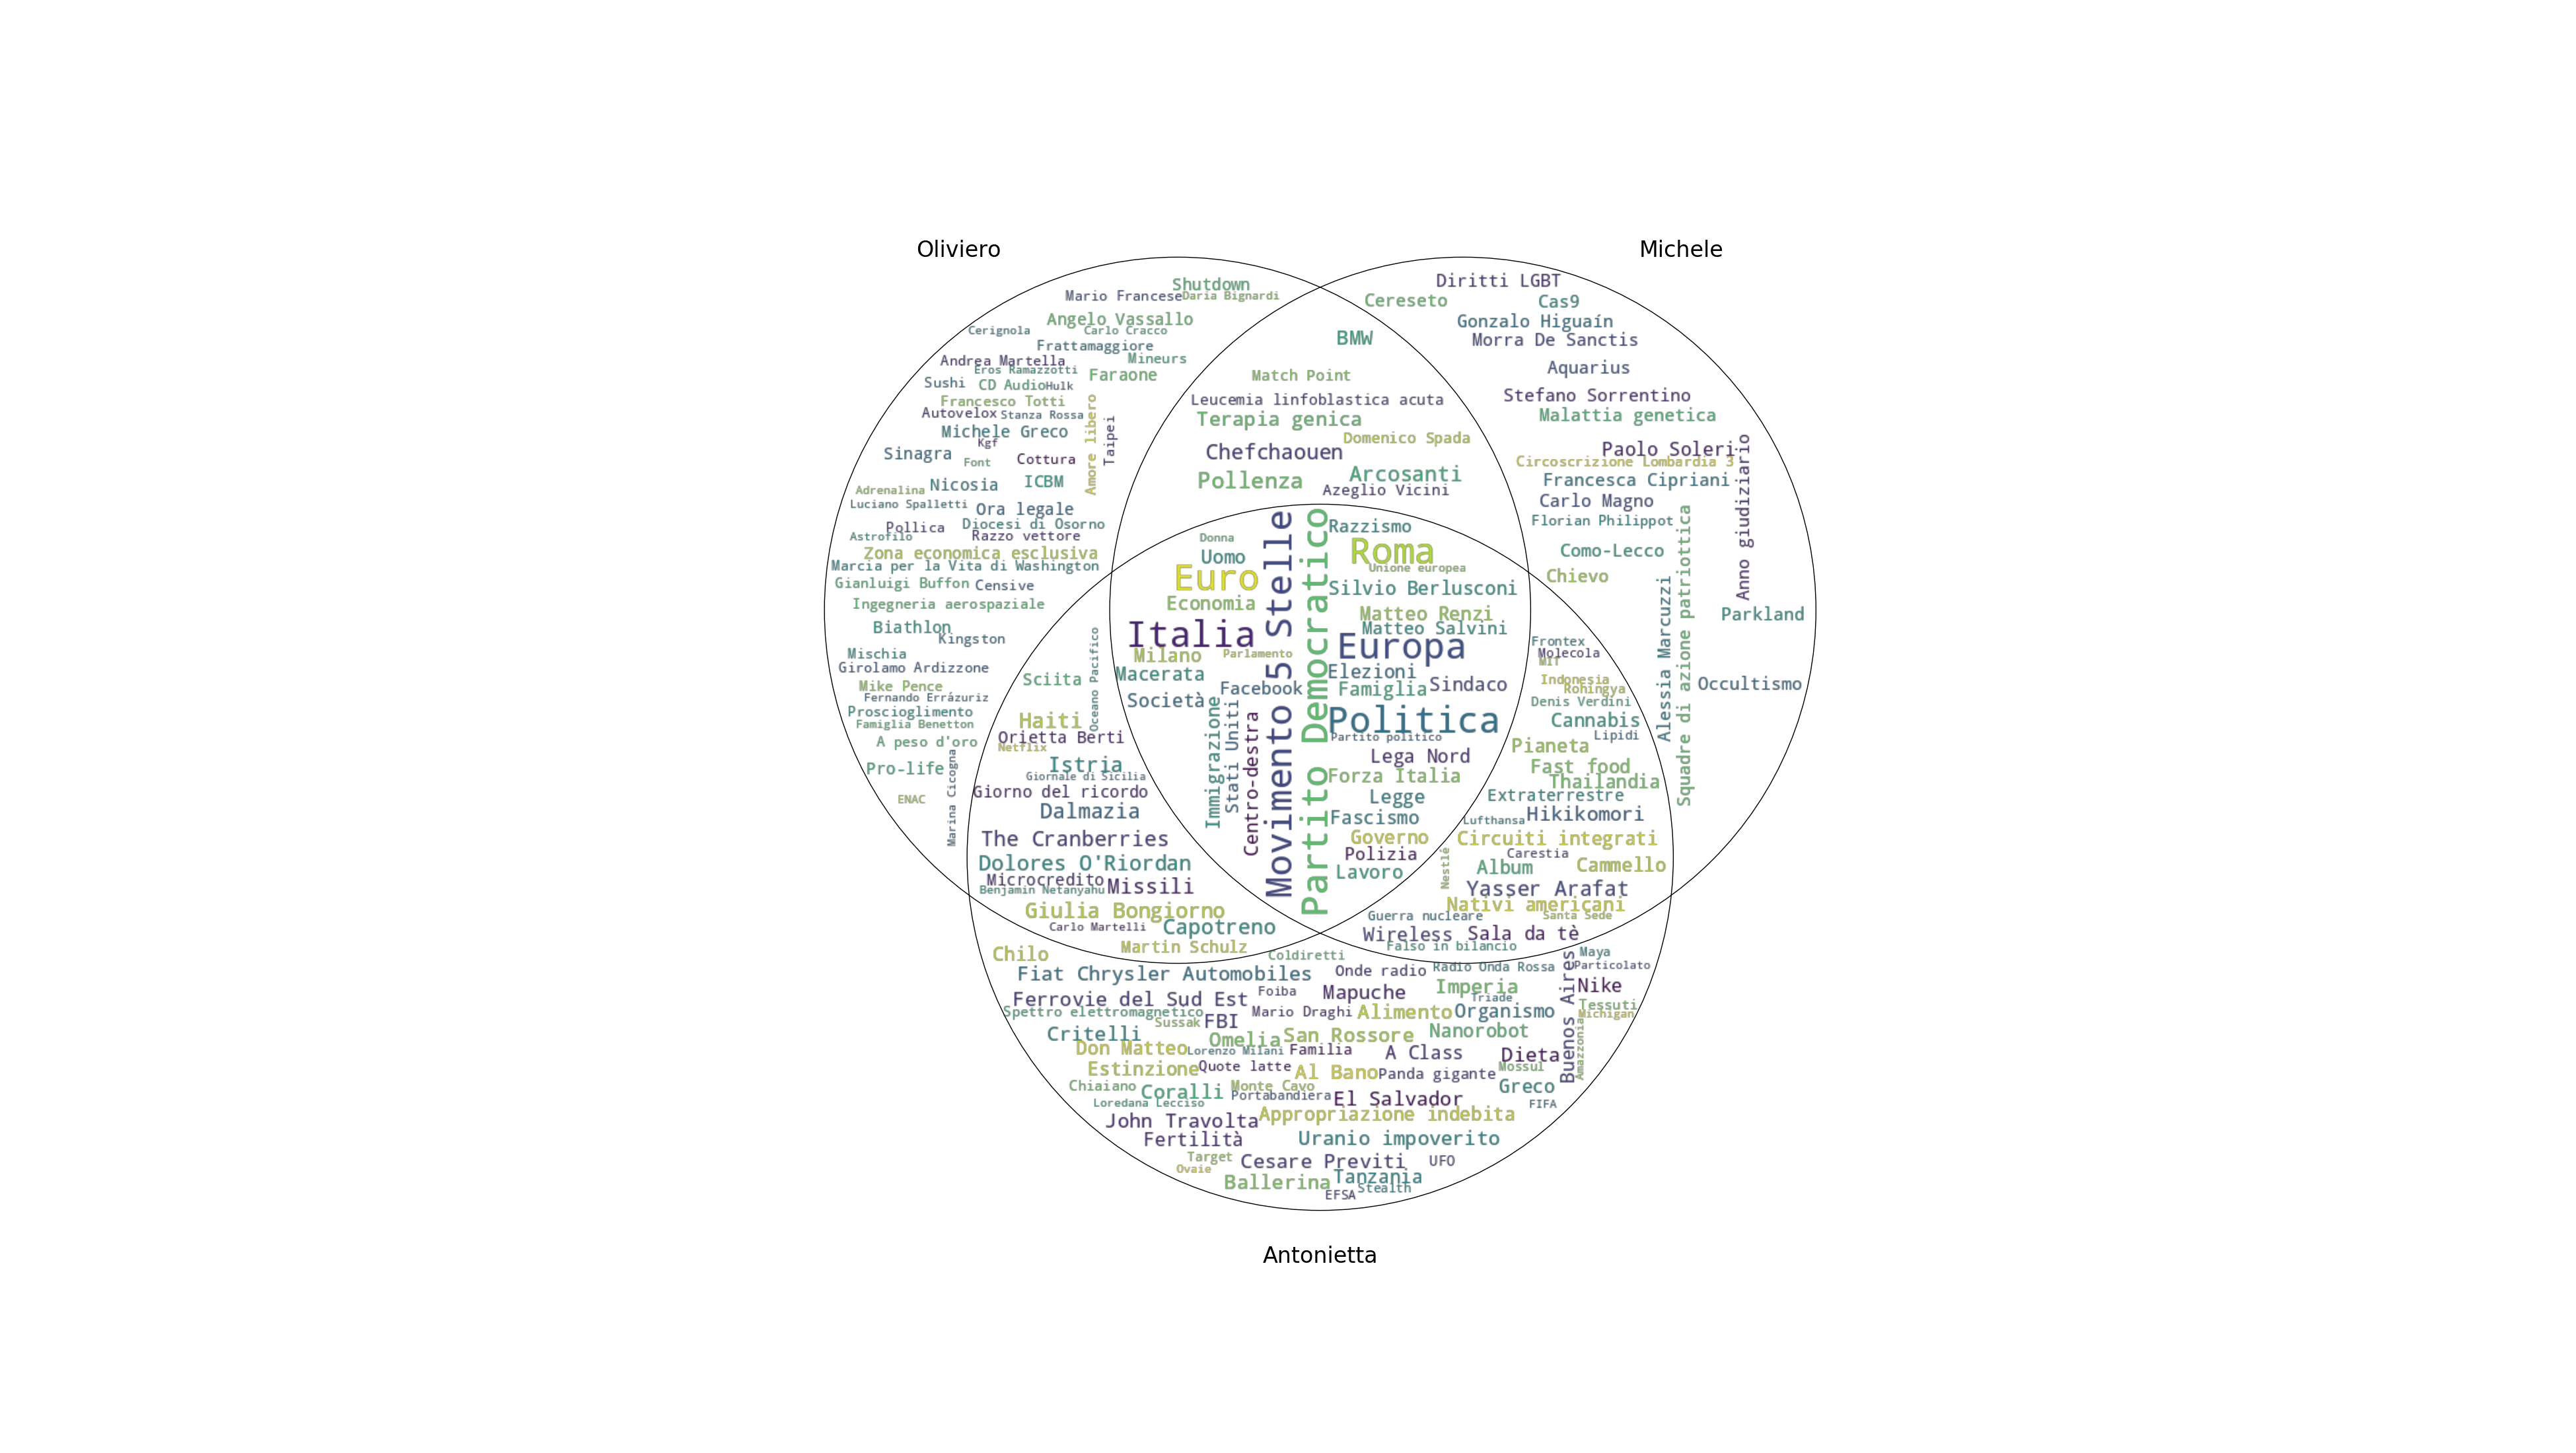 Oliviero
Michele
Shutdown
Mario Francese
Daria Bignardi
Angelo Vassallo
Cerignola
Carlo Cracco
Frattamaggiore
Andrea Martella
Mineurs
Eros Ramazzotti
Faraone
Sushi
CD Audio
Hulk
Francesco Totti
Autovelox
Stanza Rossa
Amore libero
Taipei
Michele Greco
Kgf
Sinagra
Font
Cottura
Adrenalina
Nicosia
ICBM
Luciano Spalletti
Ora legale
Pollica
Diocesi di Osorno
Astrofilo
Razzo vettore
Zona economica esclusiva
Marcia per la Vita di Washington
Gianluigi Buffon
Censive
Ingegneria aerospaziale
Biathlon
Kingston
Mischia
Girolamo Ardizzone
Mike Pence
Fernando Errázuriz
Proscioglimento
Famiglia Benetton
A peso d'oro
Pro-life
Marina Cicogna
ENAC
BMW
Match Point
Leucemia linfoblastica acuta
Terapia genica
Domenico Spada
Chefchaouen
Arcosanti
Pollenza
Azeglio Vicini
Diritti LGBT
Cereseto
Cas9
Gonzalo Higuaín
Morra De Sanctis
Aquarius
Stefano Sorrentino
Malattia genetica
Paolo Soleri
Circoscrizione Lombardia 3
Francesca Cipriani
Carlo Magno
Florian Philippot
Anno giudiziario
Como-Lecco
Chievo
Alessia Marcuzzi
Squadre di azione patriottica
Parkland
Occultismo
Donna
Uomo
Euro
Economia
Italia
Milano
Parlamento
Macerata
Facebook
Società
Immigrazione
Stati Uniti
Centro-destra
Movimento 5 Stelle
Partito Democratico
Razzismo
Roma
Unione europea
Silvio Berlusconi
Matteo Renzi
Matteo Salvini
Europa
Elezioni
Famiglia
Sindaco
Politica
Partito politico
Lega Nord
Forza Italia
Legge
Fascismo
Governo
Polizia
Lavoro
Oceano Pacifico
Sciita
Haiti
Orietta Berti
Netflix
Istria
Giornale di Sicilia
Giorno del ricordo
Dalmazia
The Cranberries
Dolores O'Riordan
Microcredito
Benjamin Netanyahu
Missili
Giulia Bongiorno
Carlo Martelli
Capotreno
Martin Schulz
Frontex
Molecola
MIT
Indonesia
Rohingya
Denis Verdini
Cannabis
Lipidi
Pianeta
Fast food
Thailandia
Extraterrestre
Lufthansa
Hikikomori
Circuiti integrati
Nestlé
Carestia
Album
Cammello
Yasser Arafat
Nativi americani
Guerra nucleare
Santa Sede
Wireless
Sala da tè
Falso in bilancio
Chilo
Coldiretti
Maya
Fiat Chrysler Automobiles
Onde radio
Radio Onda Rossa
Particolato
Buenos Aires
Nike
Ferrovie del Sud Est
Foiba
Mapuche
Imperia
Triade
Tessuti
Spettro elettromagnetico
Mario Draghi
Alimento
Organismo
Michigan
Sussak
FBI
Critelli
Omelia
San Rossore
Nanorobot
Amazzonia
Don Matteo
Lorenzo Milani
Familia
A Class
Dieta
Estinzione
Quote latte
Al Bano
Panda gigante
Mossul
Chiaiano
Coralli
Monte Cavo
Portabandiera
Greco
Loredana Lecciso
El Salvador
FIFA
John Travolta
Appropriazione indebita
Fertilità
Uranio impoverito
Target
Ovaie
Cesare Previti
UFO
Ballerina
Tanzania
EFSA
Stealth
Antonietta